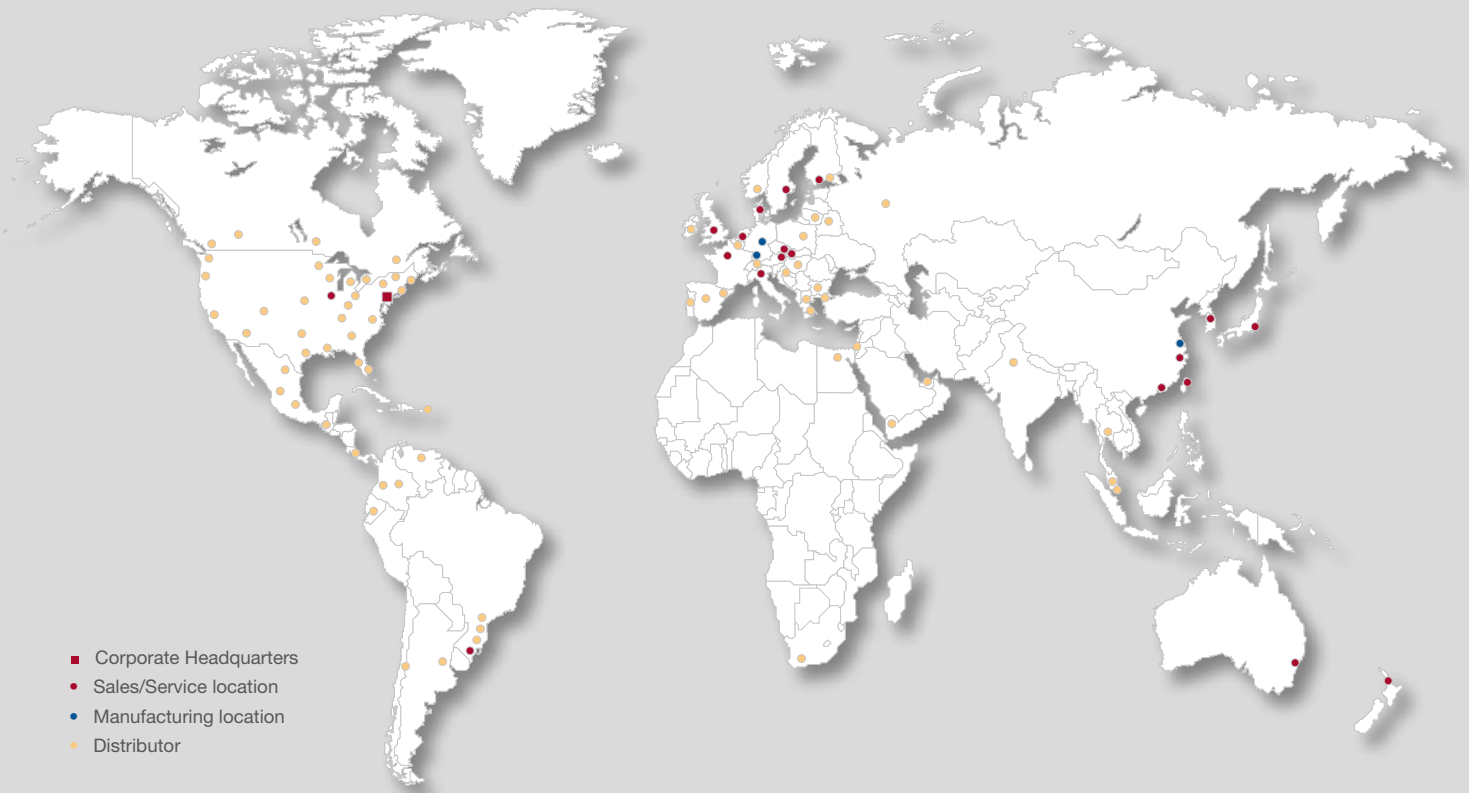 Corporate Headquarters
Sales/Service location
Manufacturing location
Distributor